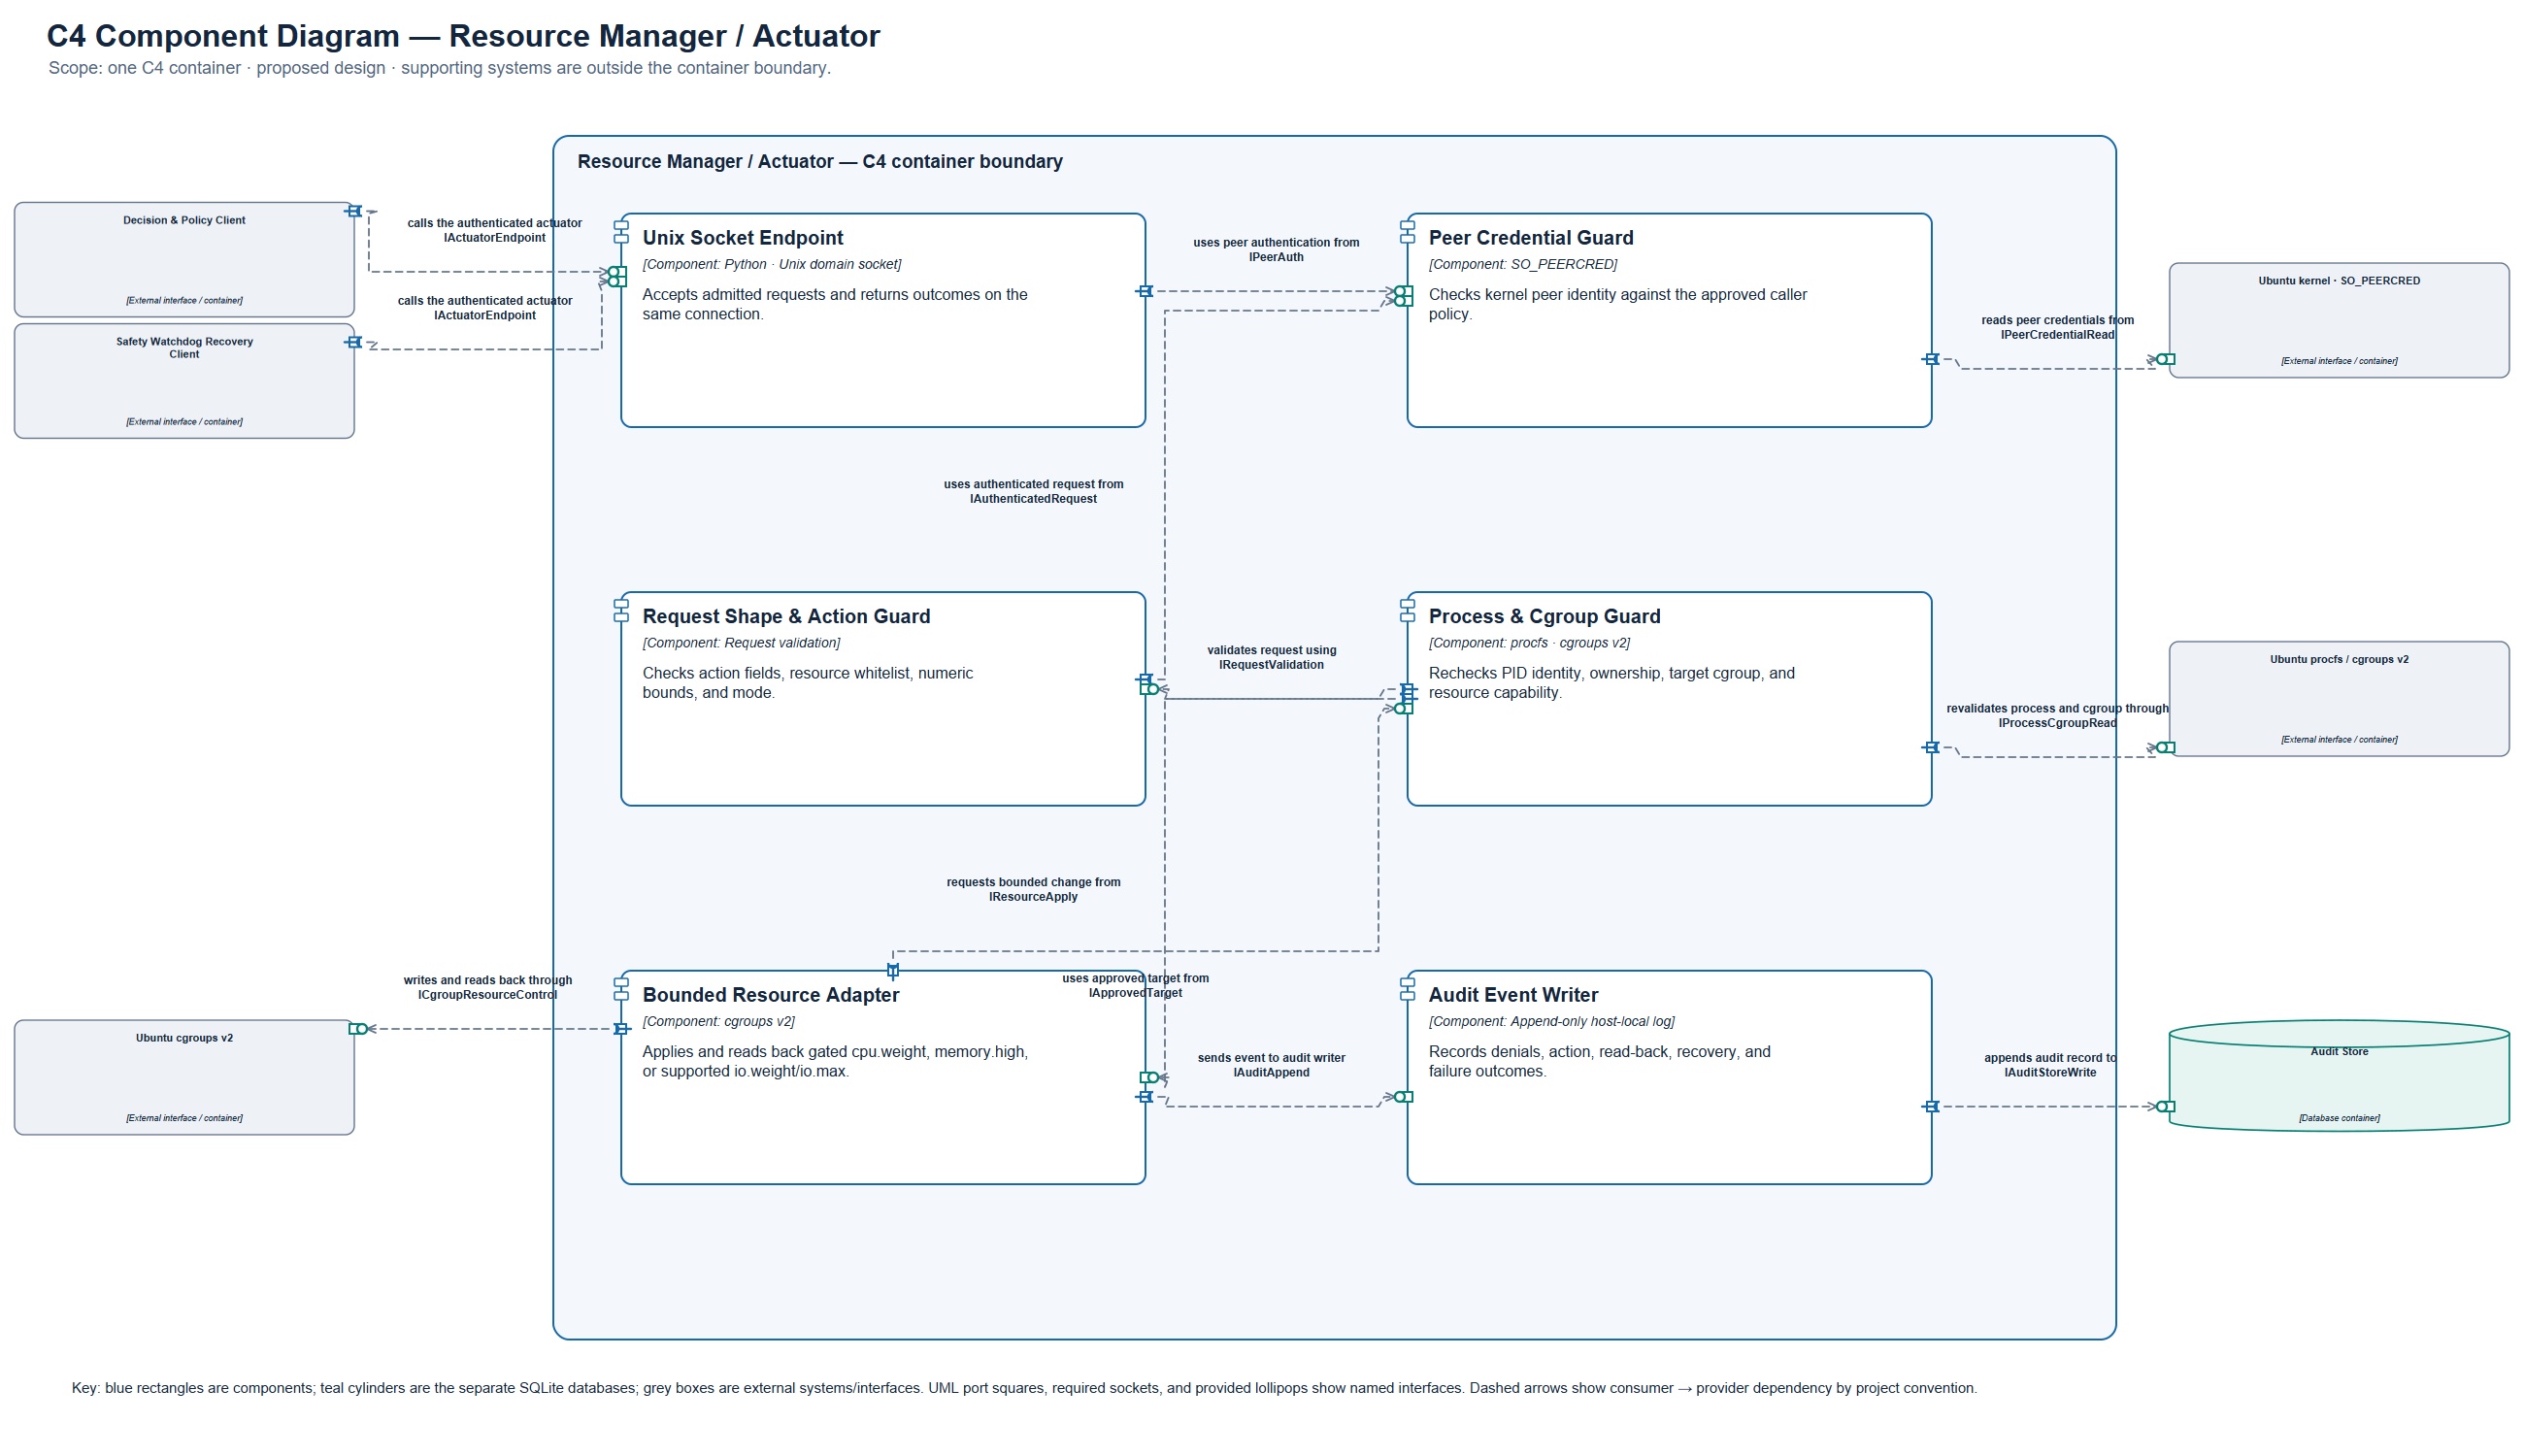 C4 Component Diagram — Resource Manager / Actuator
Scope: one C4 container · proposed design · supporting systems are outside the container boundary.
Resource Manager / Actuator — C4 container boundary
Decision & Policy Client
[External interface / container]
calls the authenticated actuator
IActuatorEndpoint
Safety Watchdog Recovery
Client
[External interface / container]
calls the authenticated actuator
IActuatorEndpoint
Unix Socket Endpoint
[Component: Python · Unix domain socket]
Accepts admitted requests and returns outcomes on the
same connection.
uses peer authentication from
IPeerAuth
Peer Credential Guard
[Component: SO_PEERCRED]
Checks kernel peer identity against the approved caller
policy.
reads peer credentials from
IPeerCredentialRead
Ubuntu kernel · SO_PEERCRED
[External interface / container]
uses authenticated request from
IAuthenticatedRequest
Request Shape & Action Guard
[Component: Request validation]
Checks action fields, resource whitelist, numeric
bounds, and mode.
validates request using
IRequestValidation
Process & Cgroup Guard
[Component: procfs · cgroups v2]
Rechecks PID identity, ownership, target cgroup, and
resource capability.
revalidates process and cgroup through
IProcessCgroupRead
Ubuntu procfs / cgroups v2
[External interface / container]
requests bounded change from
IResourceApply
writes and reads back through
ICgroupResourceControl
Ubuntu cgroups v2
[External interface / container]
Bounded Resource Adapter
[Component: cgroups v2]
Applies and reads back gated cpu.weight, memory.high,
or supported io.weight/io.max.
uses approved target from
IApprovedTarget
sends event to audit writer
IAuditAppend
Audit Event Writer
[Component: Append-only host-local log]
Records denials, action, read-back, recovery, and
failure outcomes.
appends audit record to
IAuditStoreWrite
Audit Store
[Database container]
Key: blue rectangles are components; teal cylinders are the separate SQLite databases; grey boxes are external systems/interfaces. UML port squares, required sockets, and provided lollipops show named interfaces. Dashed arrows show consumer → provider dependency by project convention.